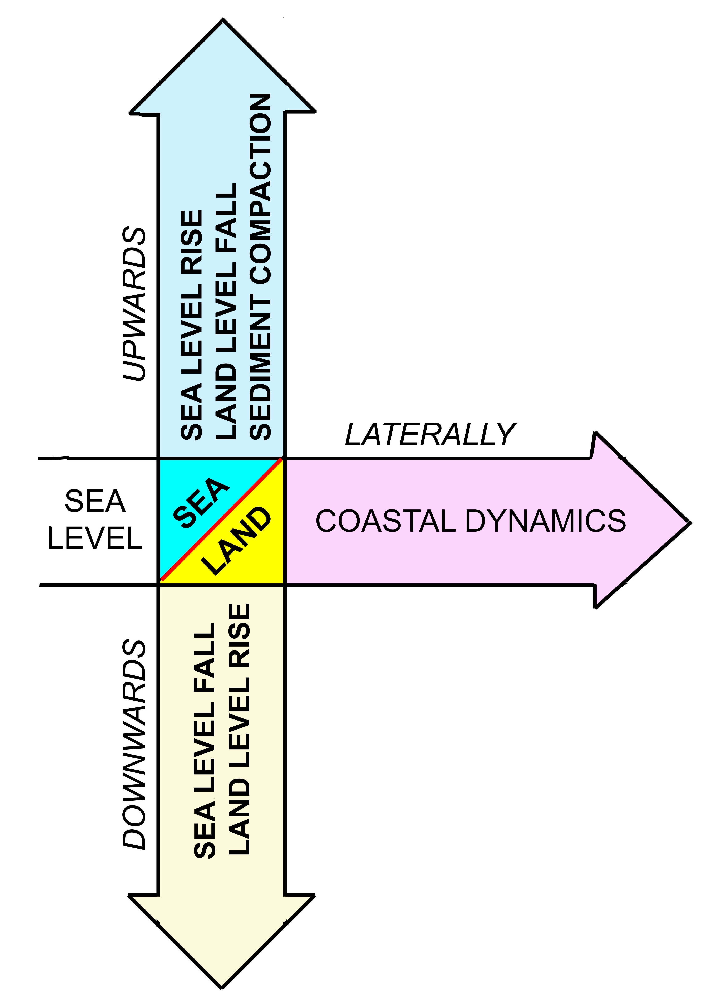 UPWARDS
SEA LEVEL RISE
LAND LEVEL FALL
SEDIMENT COMPACTION
LATERALLY
SEA
LEVEL
SEA
LAND
COASTAL DYNAMICS
DOWNWARDS
SEA LEVEL FALL
LAND LEVEL RISE